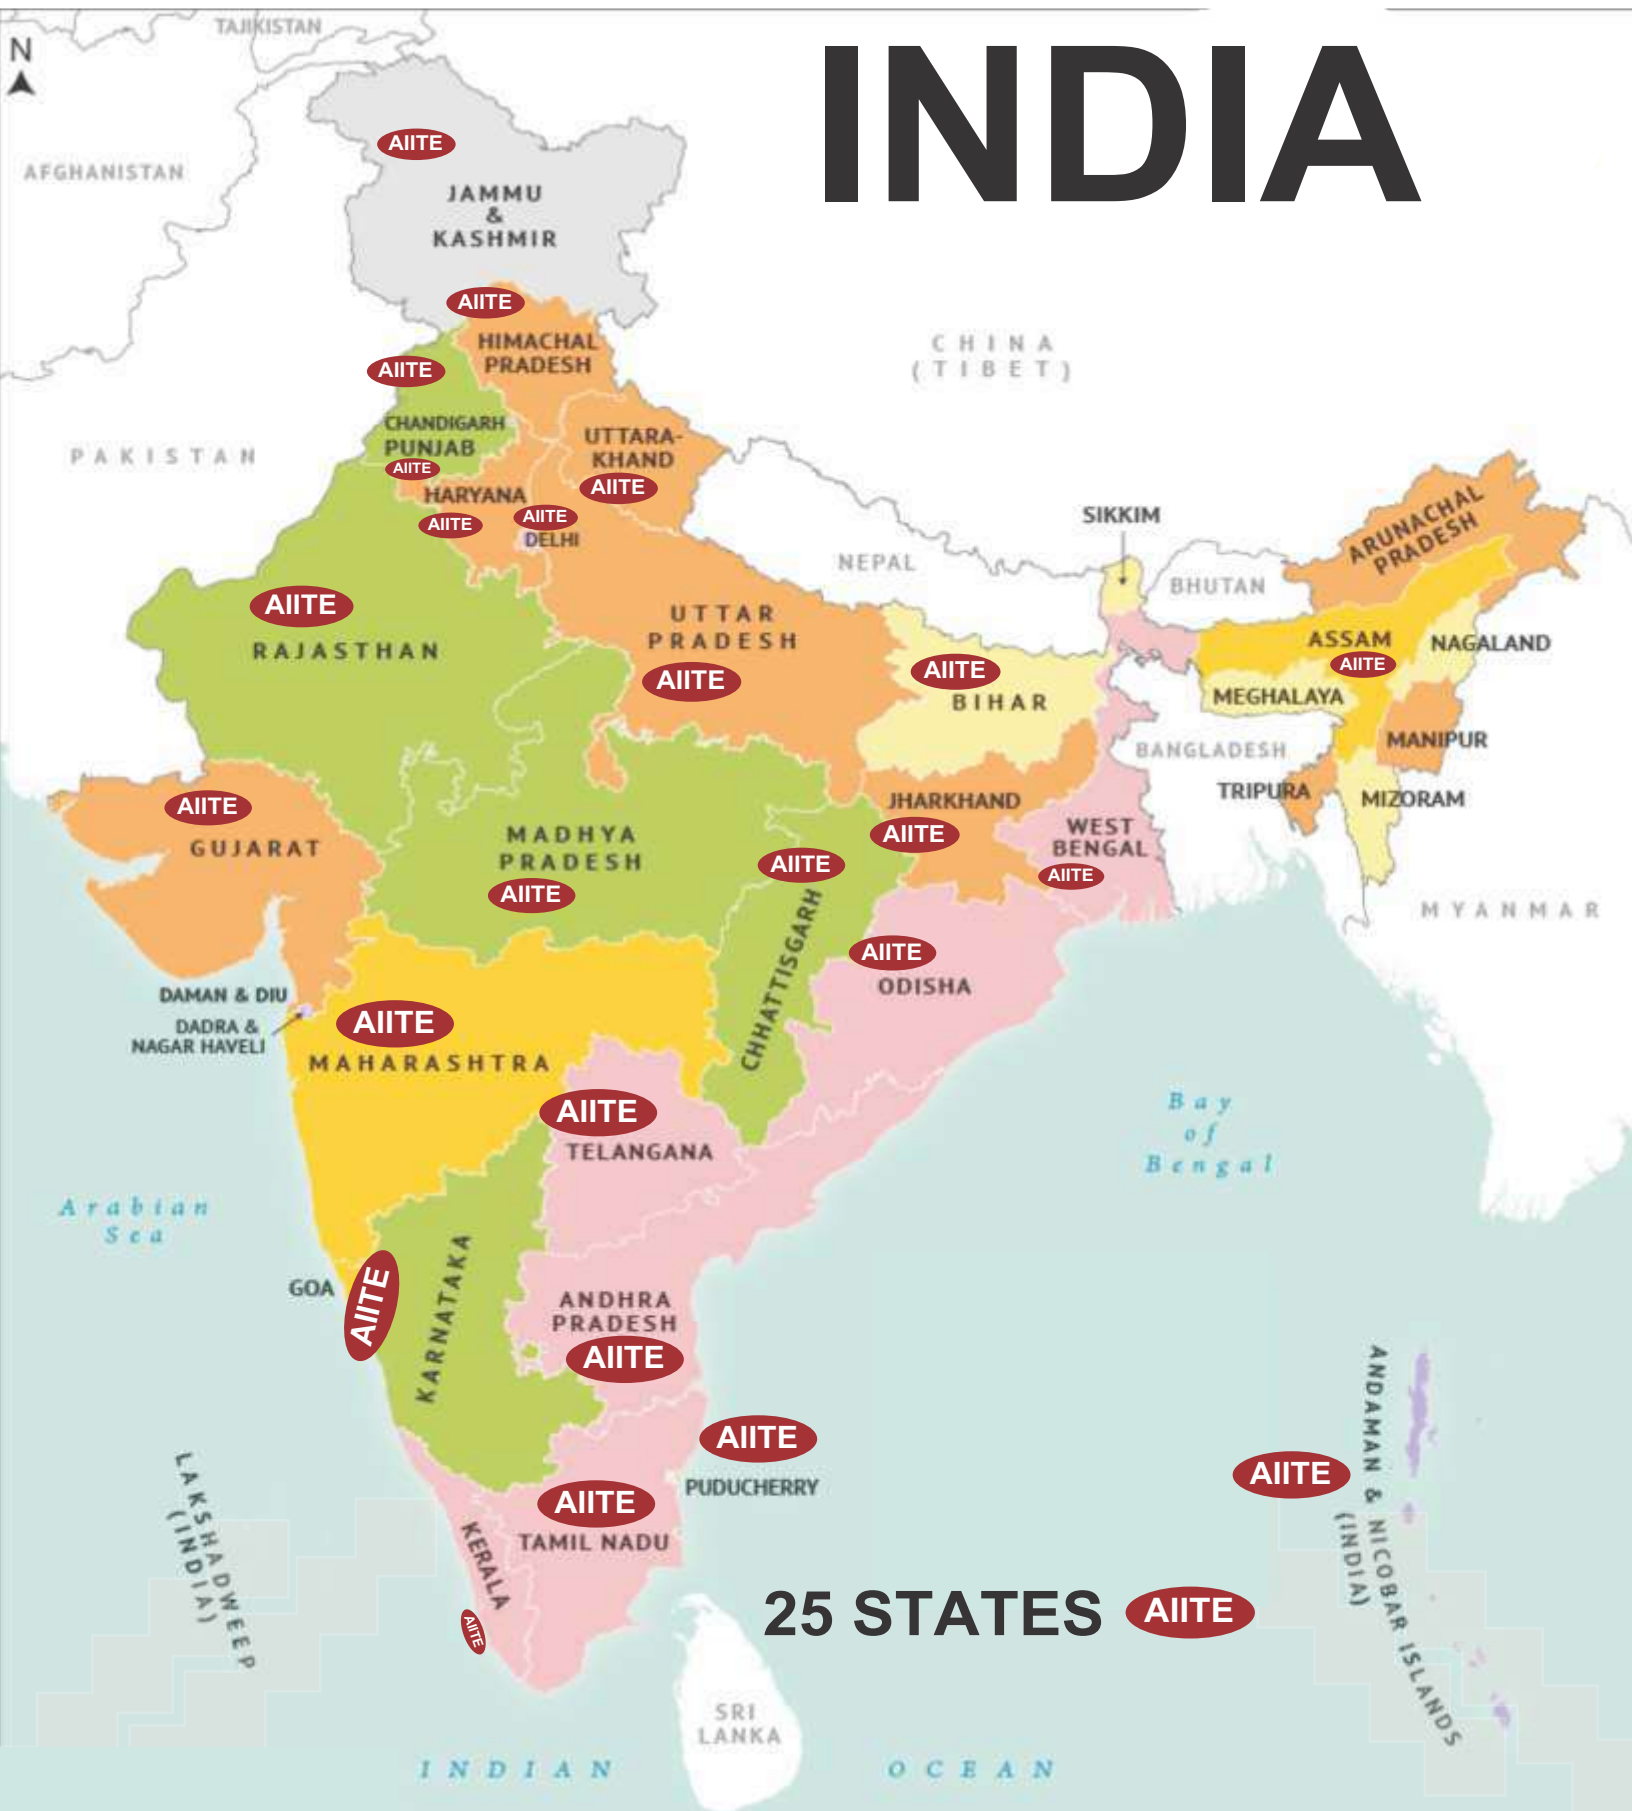 TAJIKISTAN
N
INDIA
AFGHANISTAN
AIITE
JAMMU
&
KASHMIR
AIITE
HIMACHAL
PRADESH
CHINA
(TIBET)
AIITE
CHANDIGARH
PUNJAB
AIITE
PAKISTAN
UTTARA-
KHAND
AIITE
HARYANA
AIITE
AIITE
DELHI
SIKKIM
ARUNACHAL
PRADESH
NEPAL
BHUTAN
AIITE
RAJASTHAN
UTTAR
PRADESH
AIITE
AIITE
BIHAR
ASSAM
AIITE
NAGALAND
MEGHALAYA
MANIPUR
BANGLADESH
TRIPURA
MIZORAM
AIITE
GUJARAT
MADHYA
PRADESH
AIITE
JHARKHAND
AIITE
WEST
BENGAL
AIITE
AIITE
CHHATTISGARH
MYANMAR
AIITE
ODISHA
DAMAN & DIU
DADRA &
NAGAR HAVELI
AIITE
MAHARASHTRA
AIITE
TELANGANA
Bay
of
Bengal
Arabian
Sea
GOA
AIITE
KARNATAKA
ANDHRA
PRADESH
AIITE
AIITE
PUDUCHERRY
AIITE
TAMIL NADU
KERALA
AIITE
LAKSHADWEEP
(INDIA)
AIITE
ANDAMAN & NICOBAR ISLANDS
(INDIA)
25 STATES AIITE
SRI
LANKA
INDIAN OCEAN